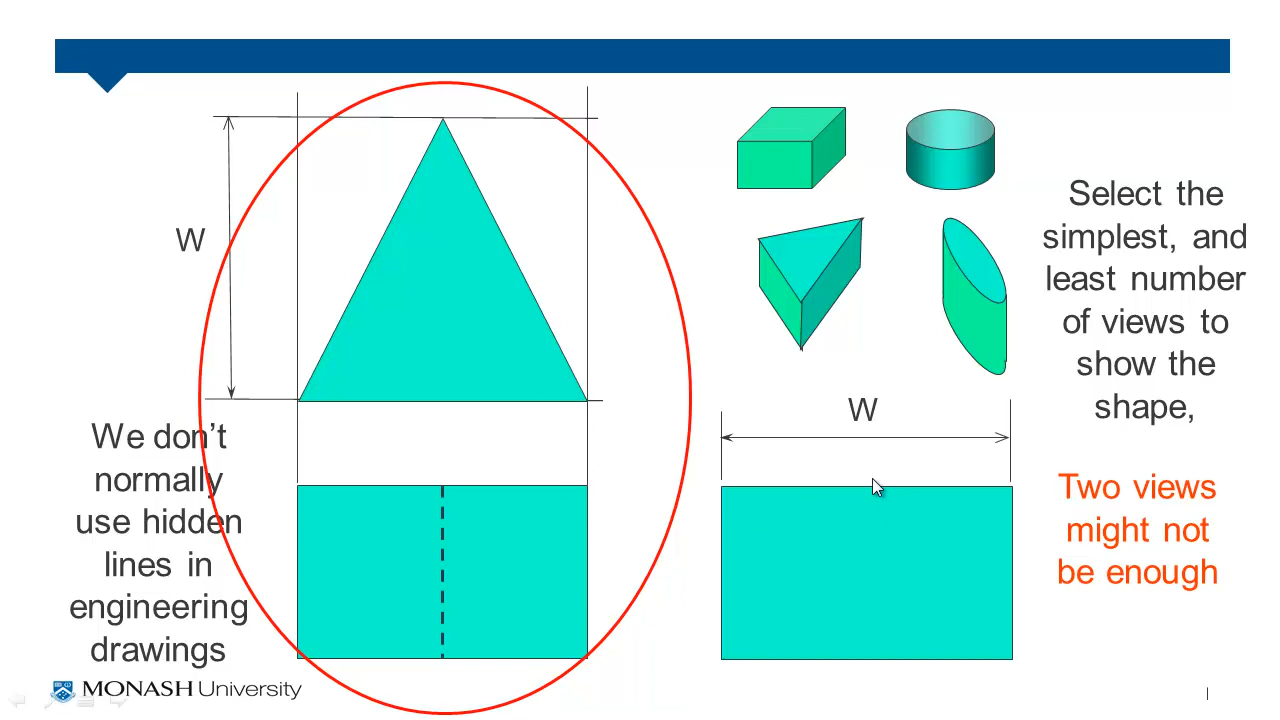 W
We don’t
normally
use hidden
lines in
engineering
drawings
W
Select the
simplest, and
least number
of views to
show the
shape,
Two views
might not
be enough
MONASH University